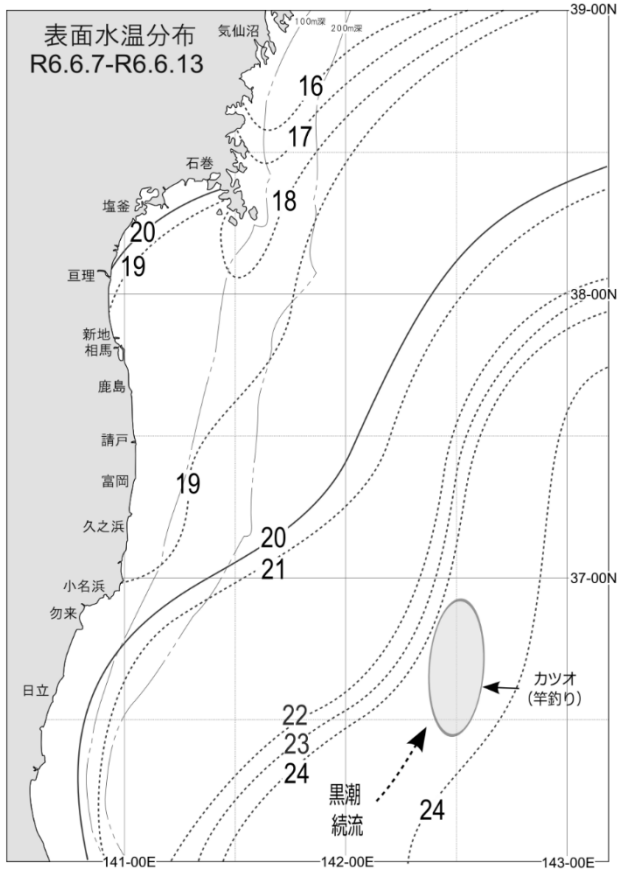 表面水温分布
R6.6.7-R6.6.13
気仙沼
100m深
200m深
39-00N
16
17
石巻
18
塩釜
20
19
亘理
38-00N
新地
相馬
鹿島
請戸
富岡
19
久之浜
20
21
小名浜
37-00N
勿来
カツオ
(竿釣り)
日立
22
23
24
黒潮
続流
24
141-00E
142-00E
143-00E